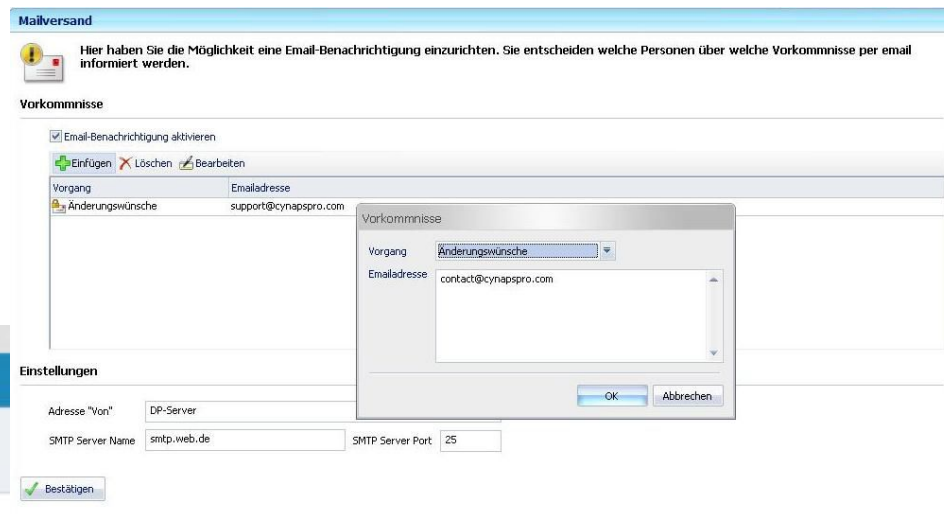 Mailversand
Hier haben Sie die Möglichkeit eine Email-Benachrichtigung einzurichten. Sie entscheiden welche Personen über welche Vorkommnisse per email
informiert werden.
Vorkommnisse
Email-Benachrichtigung aktivieren
Einfügen Löschen Bearbeiten
Vorgang Emailadresse
Änderungswünsche support@cynapspro.com
Vorkommnisse
Vorgang Änderungswünsche
Emailadresse contact@cynapspro.com
OK Abbrechen
Einstellungen
Adresse "Von" DP-Server
SMTP Server Name smtp.web.de SMTP Server Port 25
Bestätigen